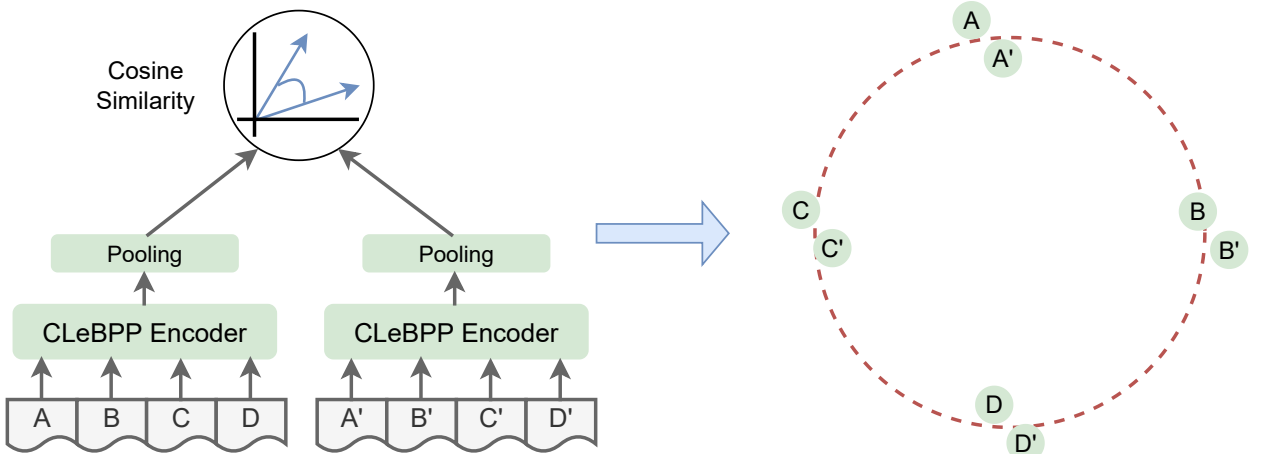 Cosine
Similarity
Pooling
Pooling
CLeBPP Encoder
CLeBPP Encoder
A B C D
A' B' C' D'
A
A'
C
C'
B
B'
D
D'